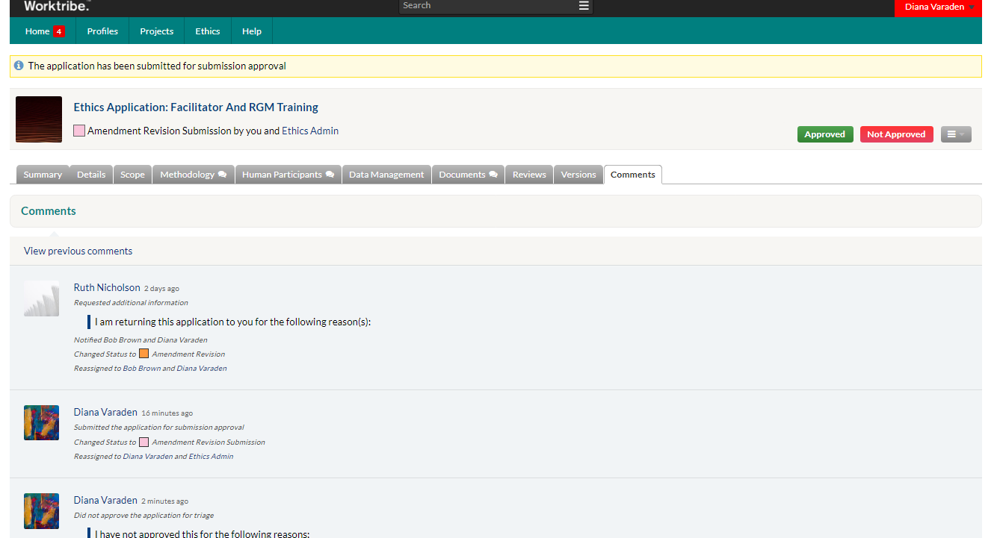 Worktribe.
Search
Diana Varaden
Home 4 Profiles Projects Ethics Help
The application has been submitted for submission approval
Ethics Application: Facilitator And RGM Training
Amendment Revision Submission by you and Ethics Admin
Approved Not Approved
Summary Details Scope Methodology Human Participants Data Management Documents Reviews Versions Comments
Comments
View previous comments
Ruth Nicholson 2 days ago
Requested additional information
I am returning this application to you for the following reason(s):
Notified Bob Brown and Diana Varaden
Changed Status to Amendment Revision
Reassigned to Bob Brown and Diana Varaden
Diana Varaden 16 minutes ago
Submitted the application for submission approval
Changed Status to Amendment Revision Submission
Reassigned to Diana Varaden and Ethics Admin
Diana Varaden 2 minutes ago
Did not approve the application for triage
I have not approved this for the following reasons: